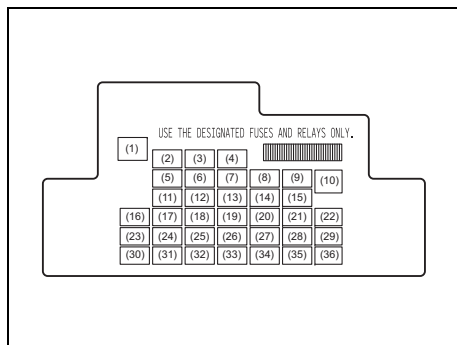 USE THE DESIGNATED FUSES AND RELAYS ONLY.
(1)
(2) (3) (4)
(5) (6) (7) (8) (9) (10)
(11) (12) (13) (14) (15)
(16) (17) (18) (19) (20) (21) (22)
(23) (24) (25) (26) (27) (28) (29)
(30) (31) (32) (33) (34) (35) (36)